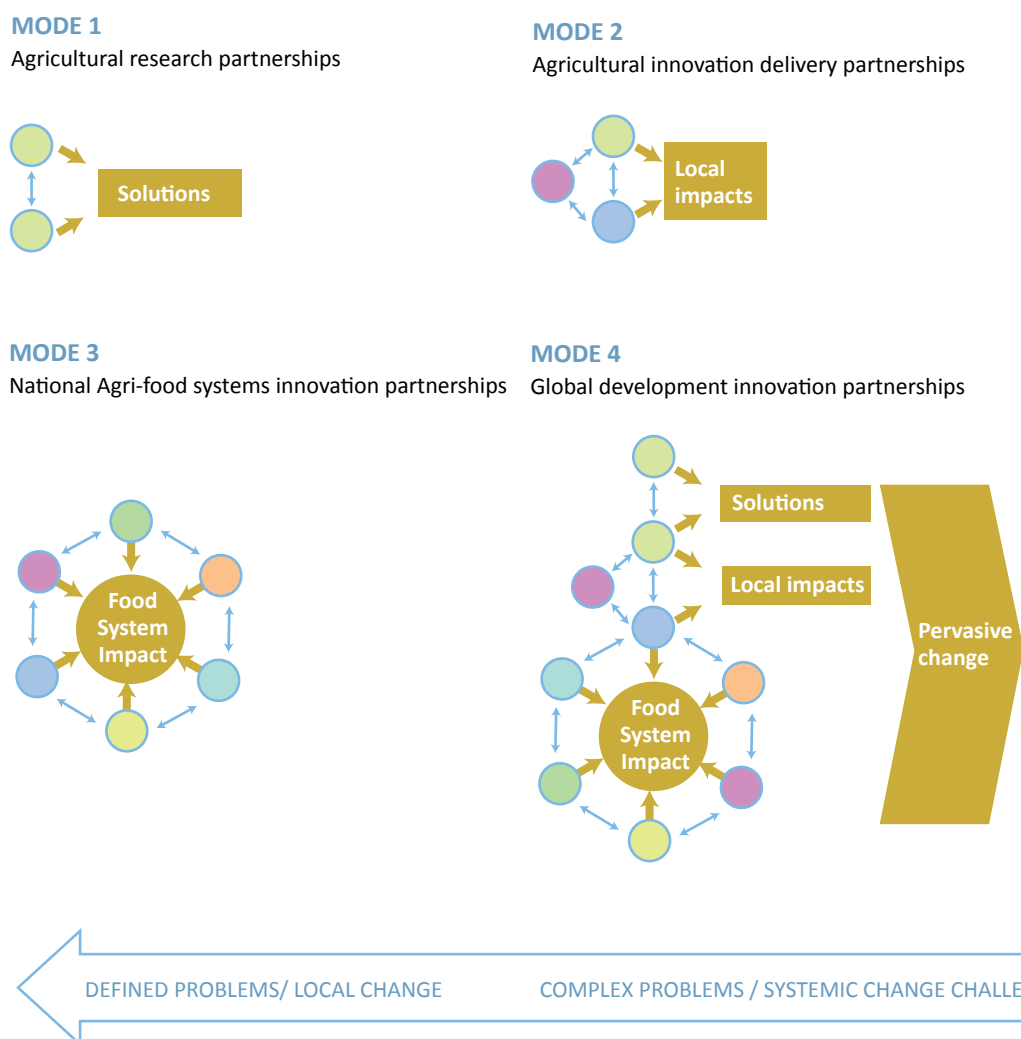 MODE 1
Agricultural research partnerships
Solutions
MODE 2
Agricultural innovation delivery partnerships
Local
impacts
MODE 3
National Agri-food systems innovation partnerships
Food
System
Impact
MODE 4
Global development innovation partnerships
Solutions
Local impacts
Pervasive
change
Food
System
Impact
DEFINED PROBLEMS/ LOCAL CHANGE
COMPLEX PROBLEMS / SYSTEMIC CHANGE CHALLE